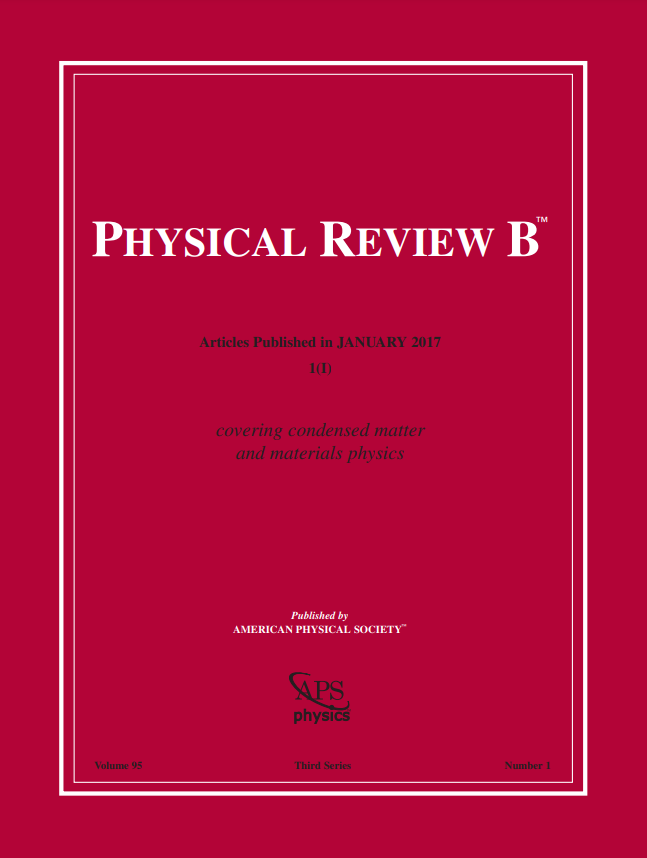 PHYSICAL REVIEW B™
Articles Published in JANUARY 2017
1(I)
covering condensed matter
and materials physics
Published by
AMERICAN PHYSICAL SOCIETY™
APS
physics
Volume 95 Third Series Number 1